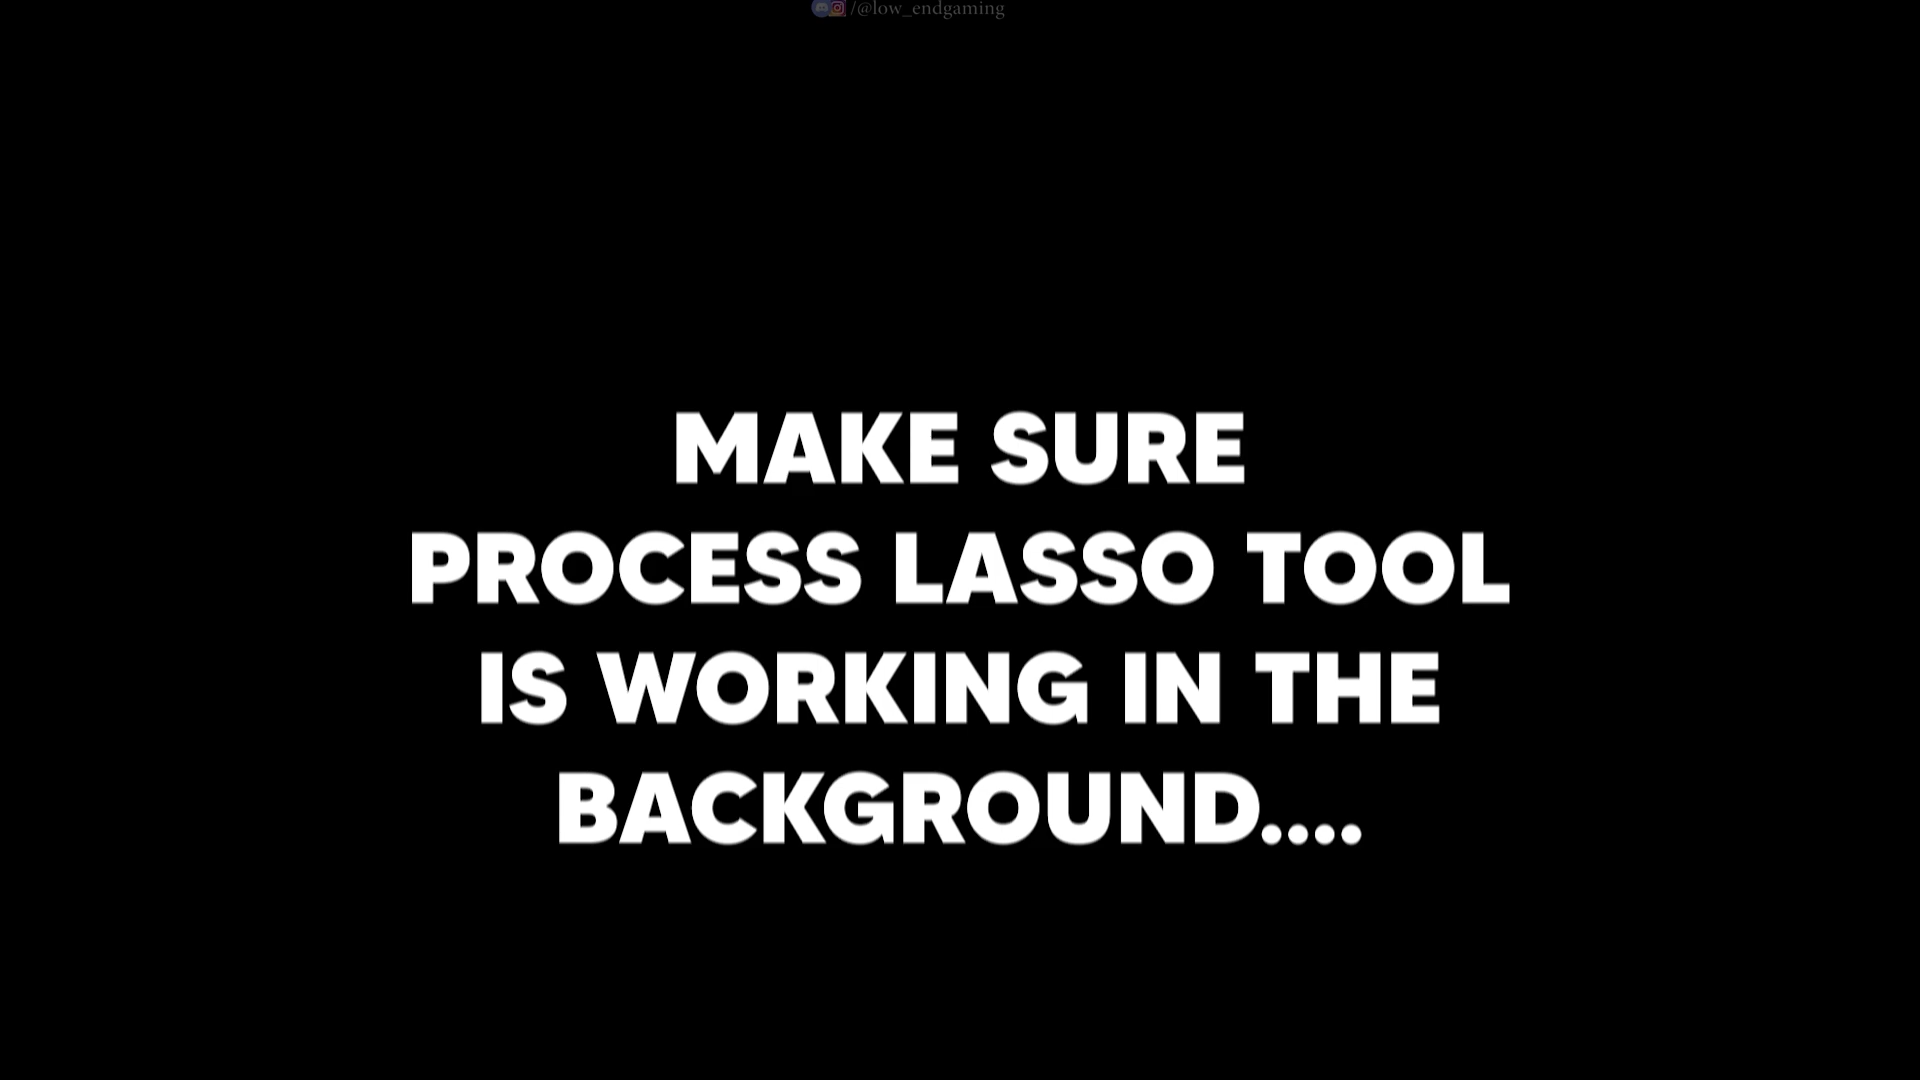 /@low_endgaming
MAKE SURE
PROCESS LASSO TOOL
IS WORKING IN THE
BACKGROUND....